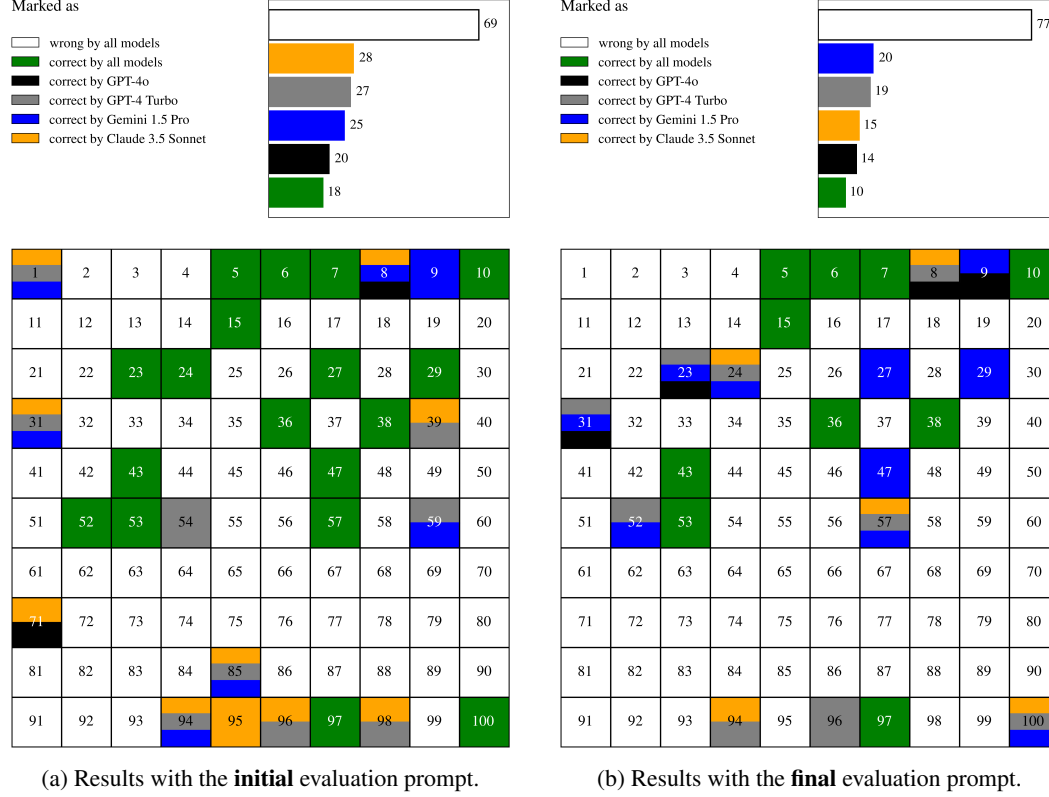 Marked as
wrong by all models
correct by all models
correct by GPT-4o
correct by GPT-4 Turbo
correct by Gemini 1.5 Pro
correct by Claude 3.5 Sonnet
69
28
27
25
20
18
1 2 3 4 5 6 7 8 9 10
11 12 13 14 15 16 17 18 19 20
21 22 23 24 25 26 27 28 29 30
31 32 33 34 35 36 37 38 39 40
41 42 43 44 45 46 47 48 49 50
51 52 53 54 55 56 57 58 59 60
61 62 63 64 65 66 67 68 69 70
71 72 73 74 75 76 77 78 79 80
81 82 83 84 85 86 87 88 89 90
91 92 93 94 95 96 97 98 99 100
(a) Results with the initial evaluation prompt.
Marked as
wrong by all models
correct by all models
correct by GPT-4o
correct by GPT-4 Turbo
correct by Gemini 1.5 Pro
correct by Claude 3.5 Sonnet
77
20
19
15
14
10
1 2 3 4 5 6 7 8 9 10
11 12 13 14 15 16 17 18 19 20
21 22 23 24 25 26 27 28 29 30
31 32 33 34 35 36 37 38 39 40
41 42 43 44 45 46 47 48 49 50
51 52 53 54 55 56 57 58 59 60
61 62 63 64 65 66 67 68 69 70
71 72 73 74 75 76 77 78 79 80
81 82 83 84 85 86 87 88 89 90
91 92 93 94 95 96 97 98 99 100
(b) Results with the final evaluation prompt.